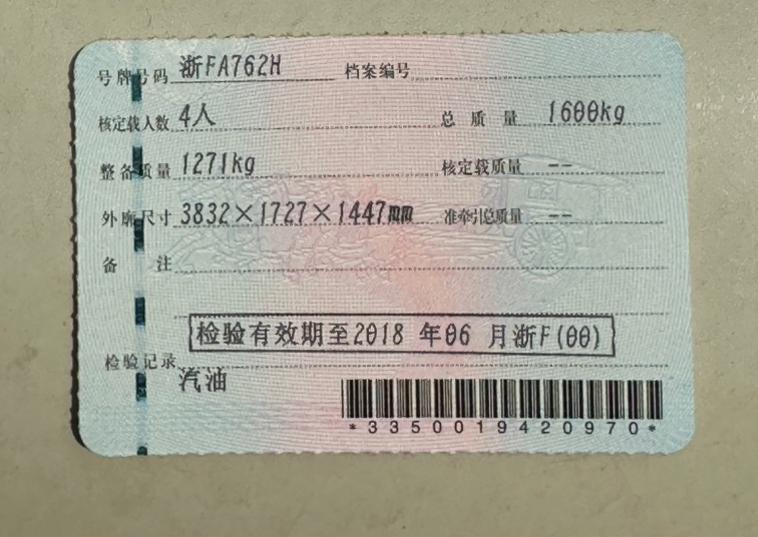 号牌号码 浙FA762H 档案编号
核定载人数 4人 总质量 1600kg
整备质量 1271kg 核定载质量 --
外廓尺寸 3832×1727×1447mm 准牵引总质量 --
备注
检验有效期至2018 年06 月浙F(00)
检验记录
汽油
*3350019420970*